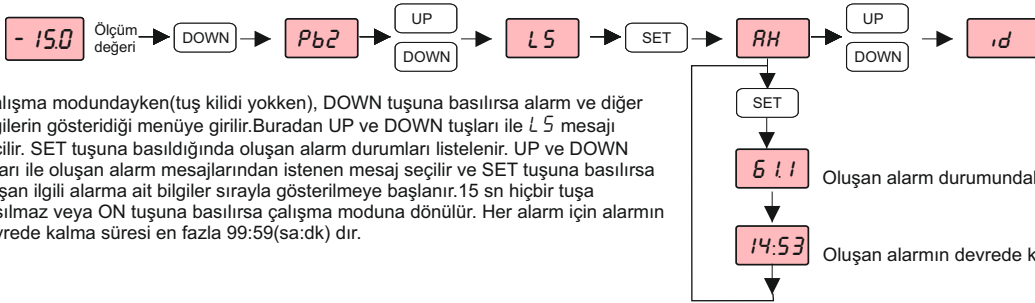 - 15.0
Ölçüm
değeri
DOWN
Pb2
UP
DOWN
LS
SET
AH
UP
DOWN
id
alışma modundayken(tuş kilidi yokken), DOWN tuşuna basılırsa alarm ve diğer
gilerin gösteridiği menüye girilir.Buradan UP ve DOWN tuşları ile LS mesajı
çilir. SET tuşuna basıldığında oluşan alarm durumları listelenir. UP ve DOWN
arı ile oluşan alarm mesajlarından istenen mesaj seçilir ve SET tuşuna basılırsa
şan ilgili alarma ait bilgiler sırayla gösterilmeye başlanır.15 sn hiçbir tuşa
sılmaz veya ON tuşuna basılırsa çalışma moduna dönülür. Her alarm için alarmın
vrede kalma süresi en fazla 99:59(sa:dk) dır.
SET
61.1
Oluşan alarm durumundal
14:53
Oluşan alarmın devrede k